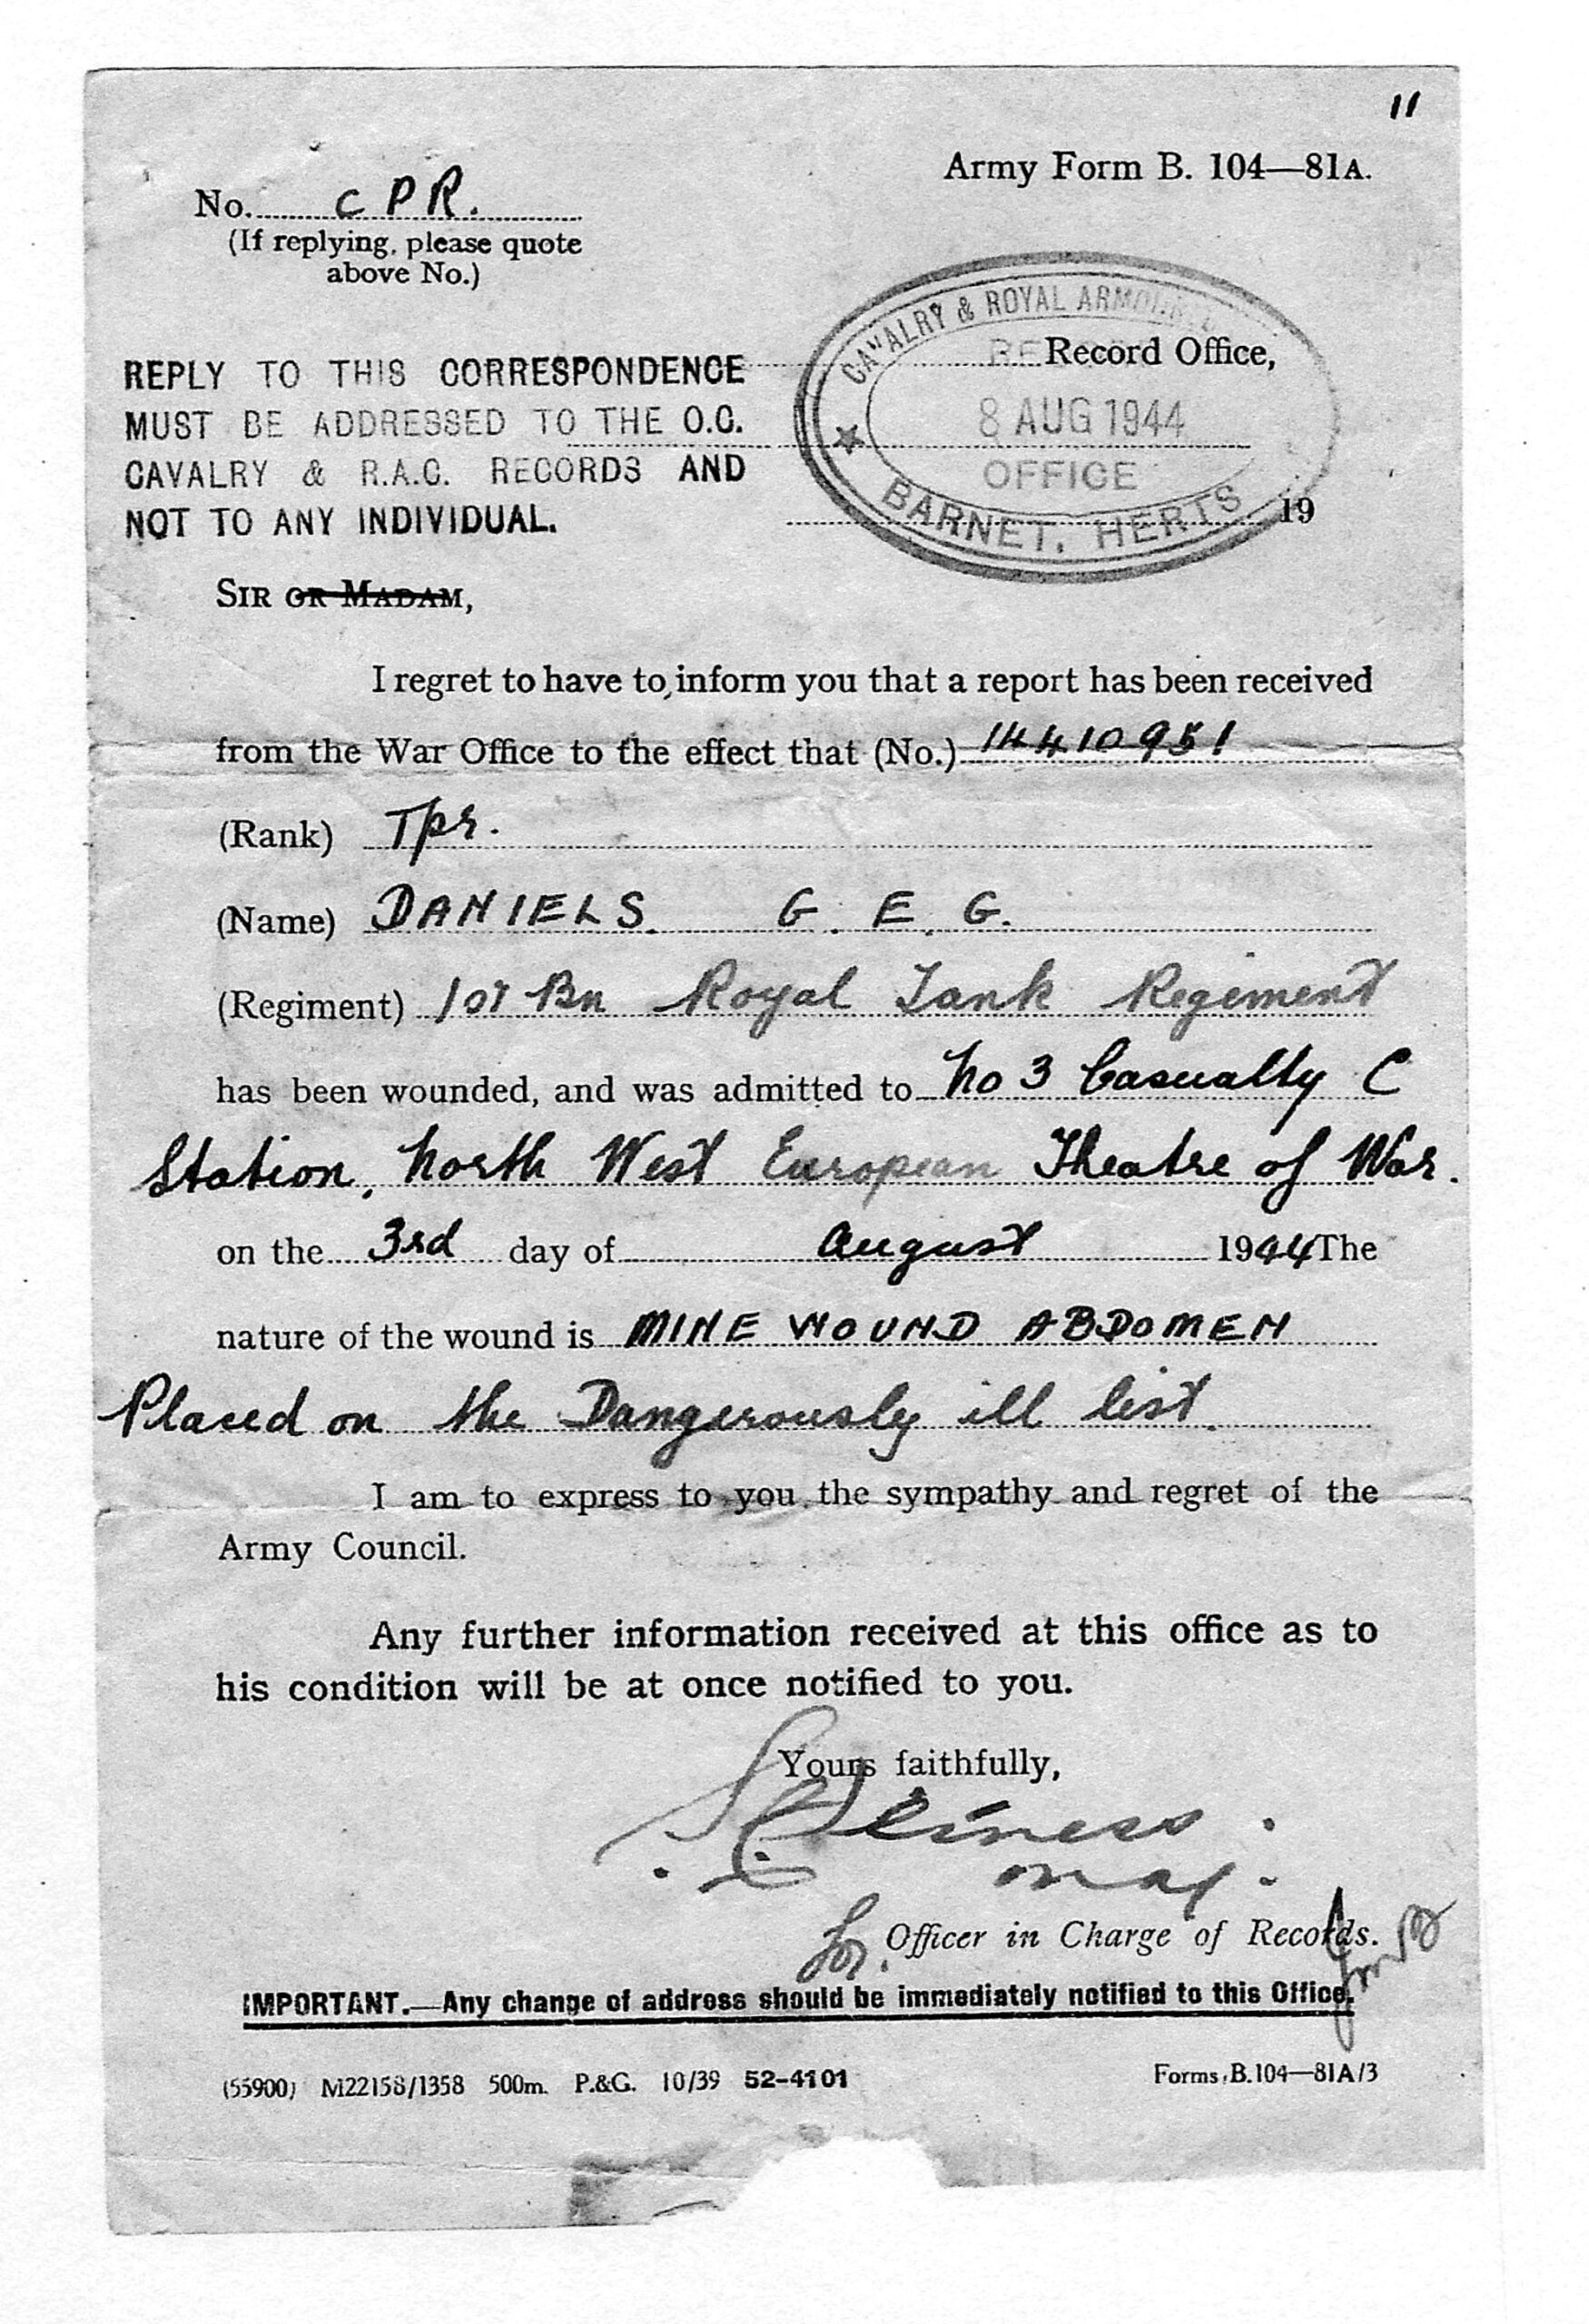 11
Army Form B. 104—81A.
No. C P R.
(If replying, please quote
above No.)
CAVALRY & ROYAL ARMOU
RE Record Office,
8 AUG 1944
OFFICE
BARNET, HERTS
19
REPLY TO THIS CORRESPONDENCE
MUST BE ADDRESSED TO THE O.C.
CAVALRY & R.A.C. RECORDS AND
NOT TO ANY INDIVIDUAL.
SIR OR MADAM,
I regret to have to inform you that a report has been received
from the War Office to the effect that (No.) 14410951
(Rank) Tpr.
(Name) DANIELS. G. E. G.
(Regiment) 1st Bn Royal Tank Regiment
has been wounded, and was admitted to No 3 Casualty C
Station, North West European Theatre of War.
on the 3rd day of August 1944 The
nature of the wound is MINE WOUND ABDOMEN
Placed on the Dangerously ill list.
I am to express to you the sympathy and regret of the
Army Council.
Any further information received at this office as to
his condition will be at once notified to you.
Yours faithfully,
Maj.
for. Officer in Charge of Records.
IMPORTANT.—Any change of address should be immediately notified to this Office.
(55900) M22158/1358 500m. P.&G. 10/39 52-4101
Forms B.104—81A/3